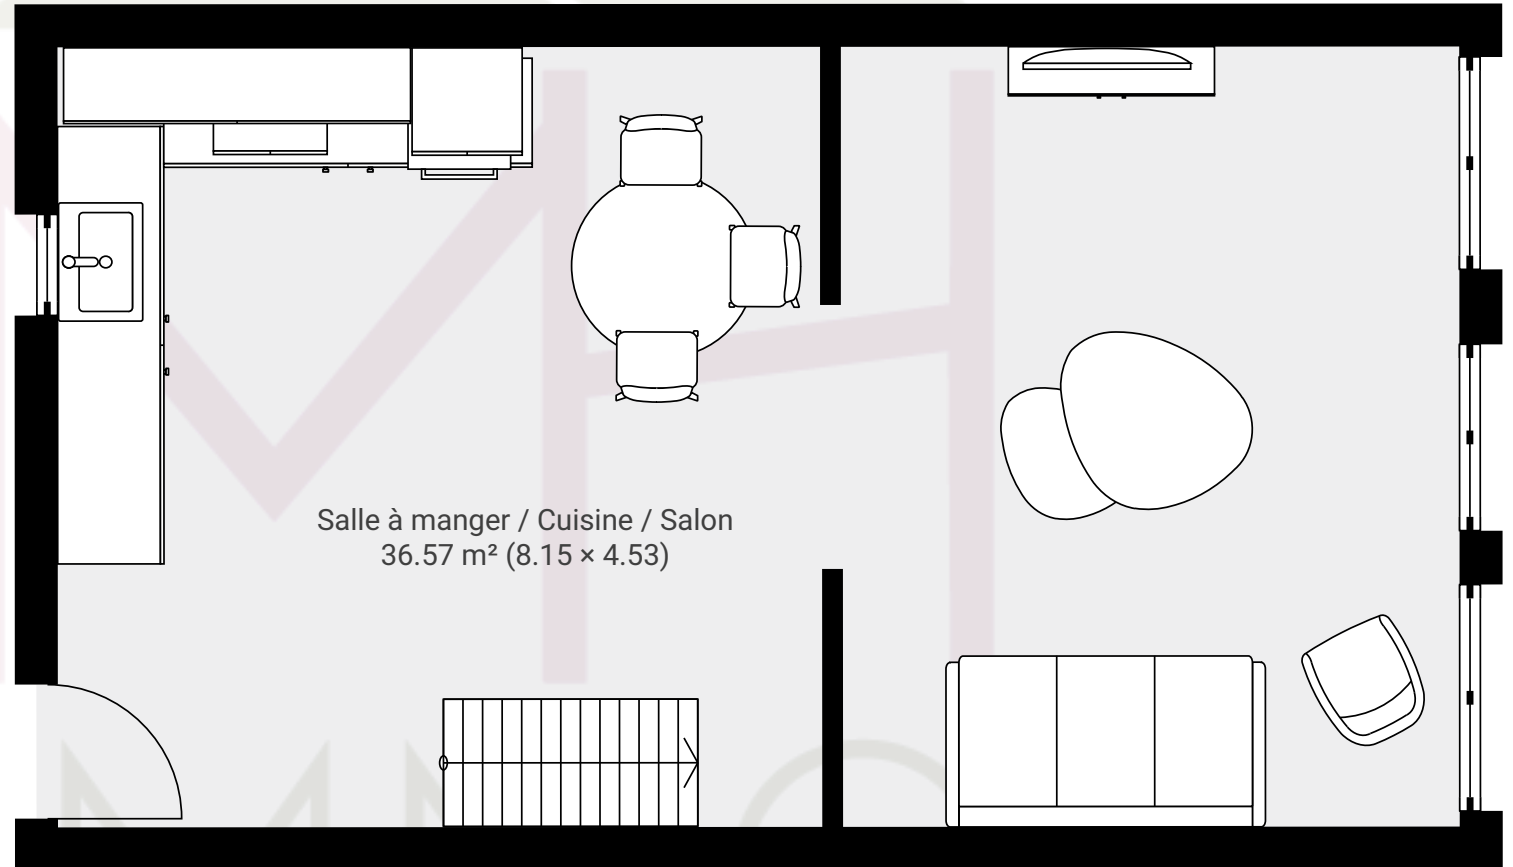 Salle à manger / Cuisine / Salon
36.57 m² (8.15 × 4.53)